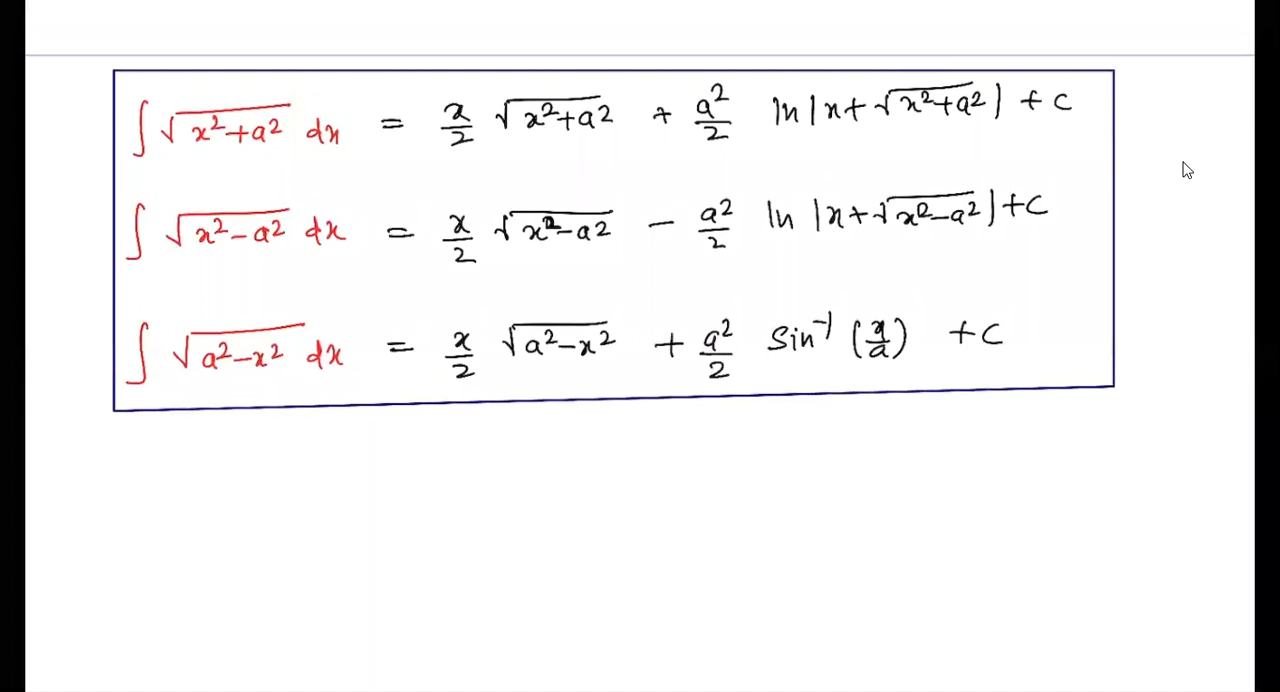 ∫ √(x²+a²) dx = x/2 √(x²+a²) + a²/2 ln|x+√(x²+a²)| + c
∫ √(x²-a²) dx = x/2 √(x²-a²) - a²/2 ln|x+√(x²-a²)| + c
∫ √(a²-x²) dx = x/2 √(a²-x²) + a²/2 sin⁻¹(x/a) + c